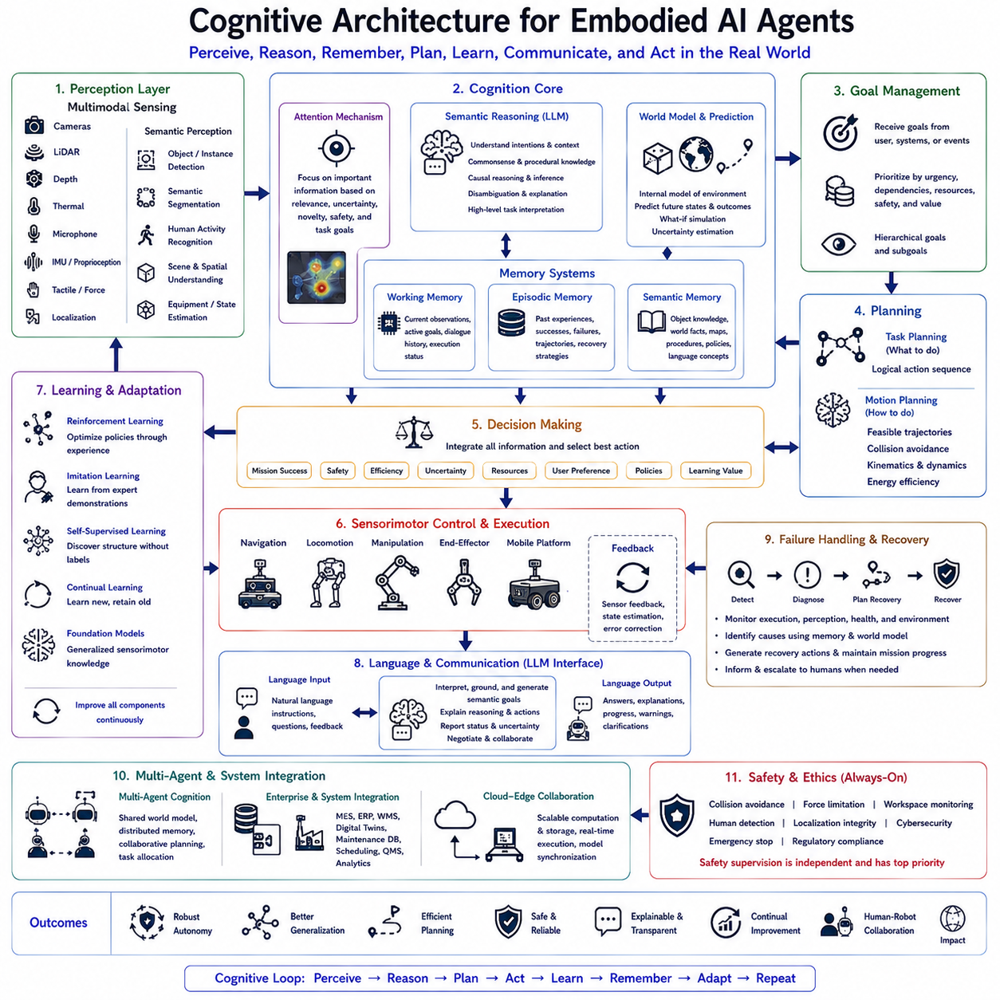 Cognitive Architecture for Embodied AI Agents
Perceive, Reason, Remember, Plan, Learn, Communicate, and Act in the Real World
1. Perception Layer
Multimodal Sensing
Cameras
LiDAR
Depth
Thermal
Microphone
IMU / Proprioception
Tactile / Force
Localization
Semantic Perception
Object / Instance
Detection
Semantic
Segmentation
Human Activity
Recognition
Scene & Spatial
Understanding
Equipment / State
Estimation
2. Cognition Core
Attention Mechanism
Focus on important
information based on
relevance, uncertainty,
novelty, safety, and
task goals
Semantic Reasoning (LLM)
Understand intentions & context
Commonsense & procedural knowledge
Causal reasoning & inference
Disambiguation & explanation
High-level task interpretation
World Model & Prediction
Internal model of environment
Predict future states & outcomes
What-if simulation
Uncertainty estimation
Memory Systems
Working Memory
Current observations,
active goals, dialogue
history, execution
status
Episodic Memory
Past experiences,
successes, failures,
trajectories, recovery
strategies
Semantic Memory
Object knowledge,
world facts, maps,
procedures, policies,
language concepts
3. Goal Management
Receive goals from
user, systems, or events
Prioritize by urgency,
dependencies, resources,
safety, and value
Hierarchical goals
and subgoals
4. Planning
Task Planning
(What to do)
Logical action sequence
Motion Planning
(How to do)
Feasible trajectories
Collision avoidance
Kinematics & dynamics
Energy efficiency
5. Decision Making
Integrate all information and select best action
Mission Success
Safety
Efficiency
Uncertainty
Resources
User Preference
Policies
Learning Value
6. Sensorimotor Control & Execution
Navigation
Locomotion
Manipulation
End-Effector
Mobile Platform
Feedback
Sensor feedback,
state estimation,
error correction
7. Learning & Adaptation
Reinforcement Learning
Optimize policies through
experience
Imitation Learning
Learn from expert
demonstrations
Self-Supervised Learning
Discover structure without
labels
Continual Learning
Learn new, retain old
Foundation Models
Generalized sensorimotor
knowledge
Improve all components
continuously
8. Language & Communication (LLM Interface)
Language Input
Natural language
instructions,
questions, feedback
Interpret, ground, and generate
semantic goals
Explain reasoning & actions
Report status & uncertainty
Negotiate & collaborate
Language Output
Answers, explanations,
progress, warnings,
clarifications
9. Failure Handling & Recovery
Detect
Diagnose
Plan Recovery
Recover
• Monitor execution, perception, health, and environment
• Identify causes using memory & world model
• Generate recovery actions & maintain mission progress
• Inform & escalate to humans when needed
10. Multi-Agent & System Integration
Multi-Agent Cognition
Shared world model,
distributed memory,
collaborative planning,
task allocation
Enterprise & System Integration
MES, ERP, WMS,
Digital Twins,
Maintenance DB,
Scheduling, QMS,
Analytics
Cloud–Edge Collaboration
Scalable computation
& storage, real-time
execution, model
synchronization
11. Safety & Ethics (Always-On)
Collision avoidance | Force limitation | Workspace monitoring
Human detection | Localization integrity | Cybersecurity
Emergency stop | Regulatory compliance
Safety supervision is independent and has top priority
Outcomes
Robust
Autonomy
Better
Generalization
Efficient
Planning
Safe &
Reliable
Explainable &
Transparent
Continual
Improvement
Human-Robot
Collaboration
Impact
Cognitive Loop: Perceive → Reason → Plan → Act → Learn → Remember → Adapt → Repeat